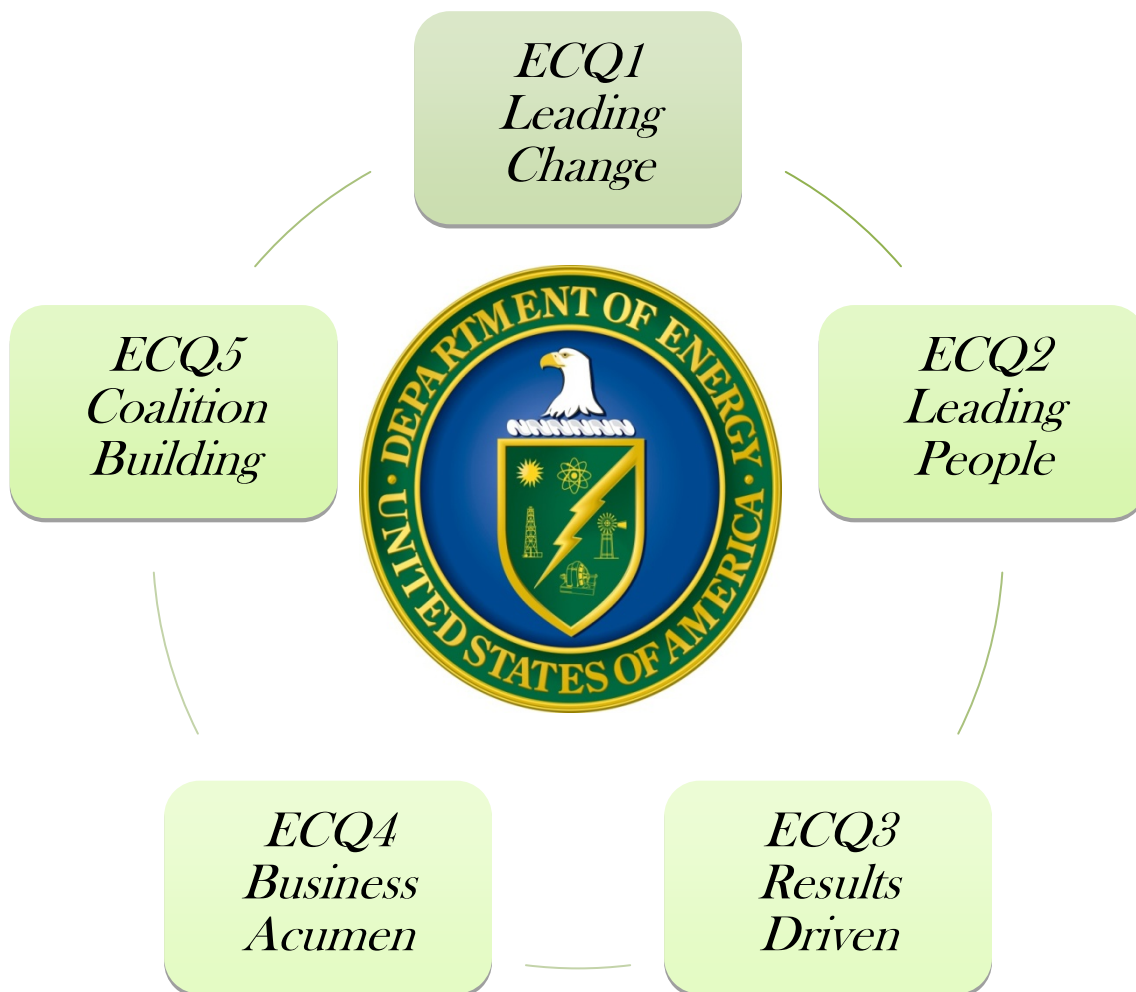 ECQ1
Leading
Change
ECQ5
Coalition
Building
DEPARTMENT OF ENERGY
UNITED STATES OF AMERICA
ECQ2
Leading
People
ECQ4
Business
Acumen
ECQ3
Results
Driven